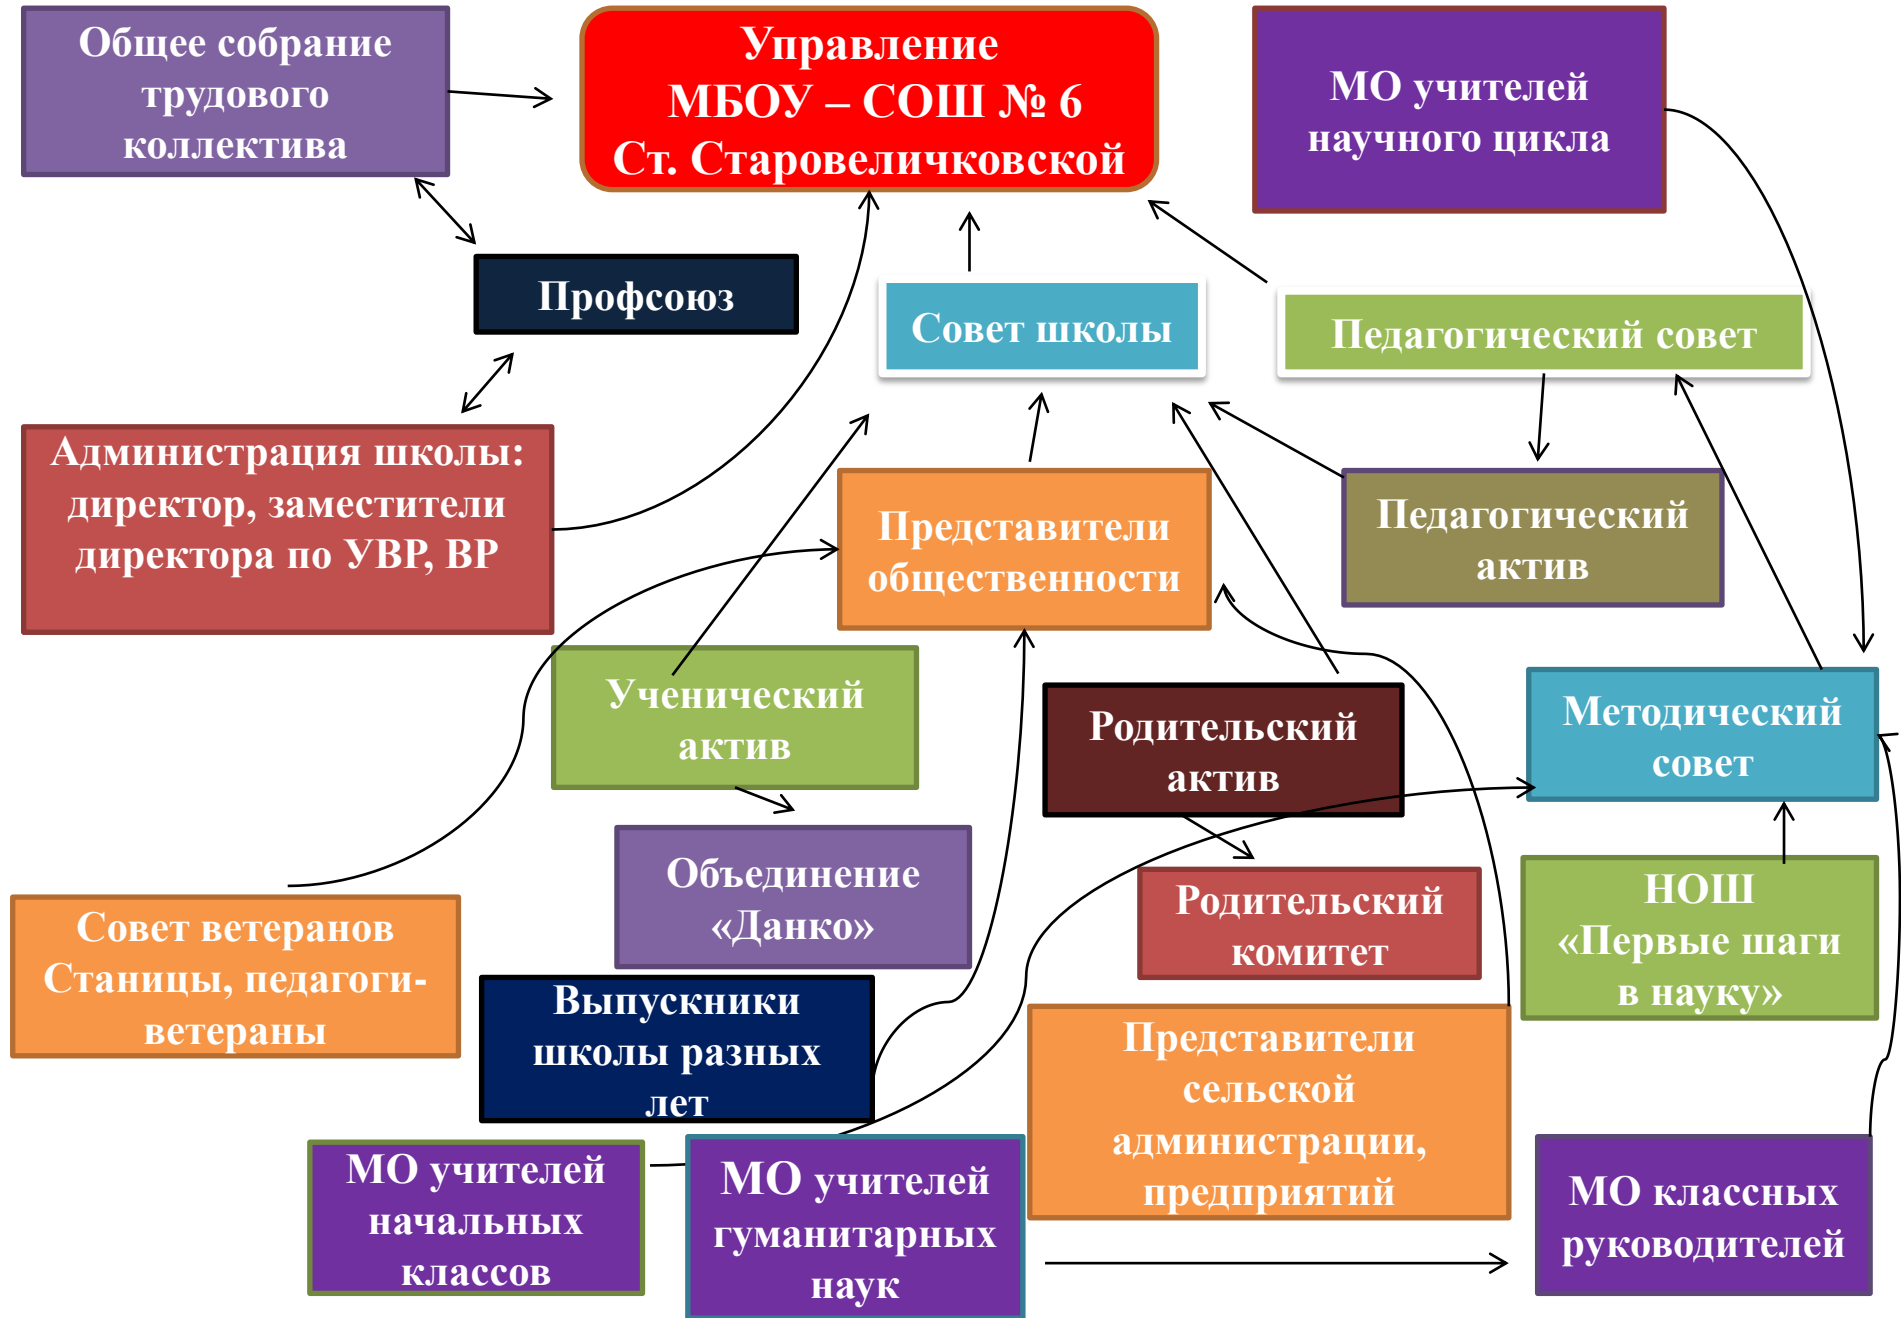 Общее собрание
трудового
коллектива
Управление
МБОУ – СОШ № 6
Ст. Старовеличковской
МО учителей
научного цикла
Профсоюз
Совет школы
Педагогический совет
Администрация школы:
директор, заместители
директора по УВР, ВР
Представители
общественности
Педагогический
актив
Ученический
актив
Родительский
актив
Методический
совет
Объединение
«Данко»
Родительский
комитет
НОШ
«Первые шаги
в науку»
Совет ветеранов
Станицы, педагоги-
ветераны
Выпускники
школы разных
лет
Представители
сельской
администрации,
предприятий
МО учителей
начальных
классов
МО учителей
гуманитарных
наук
МО классных
руководителей